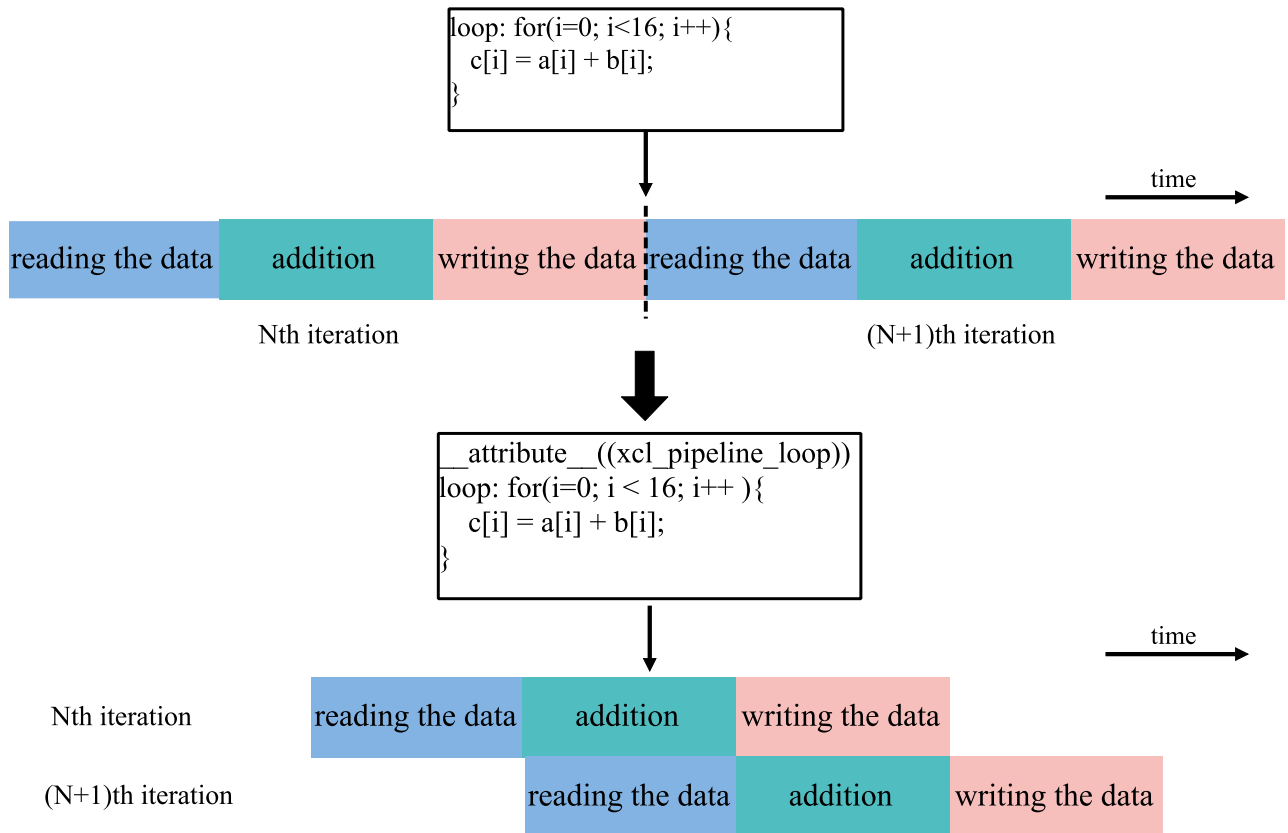 loop: for(i=0; i<16; i++){
c[i] = a[i] + b[i];
}
time
reading the data addition writing the data reading the data addition writing the data
Nth iteration (N+1)th iteration
__attribute__((xcl_pipeline_loop))
loop: for(i=0; i < 16; i++ ){
c[i] = a[i] + b[i];
}
time
Nth iteration reading the data addition writing the data
(N+1)th iteration reading the data addition writing the data